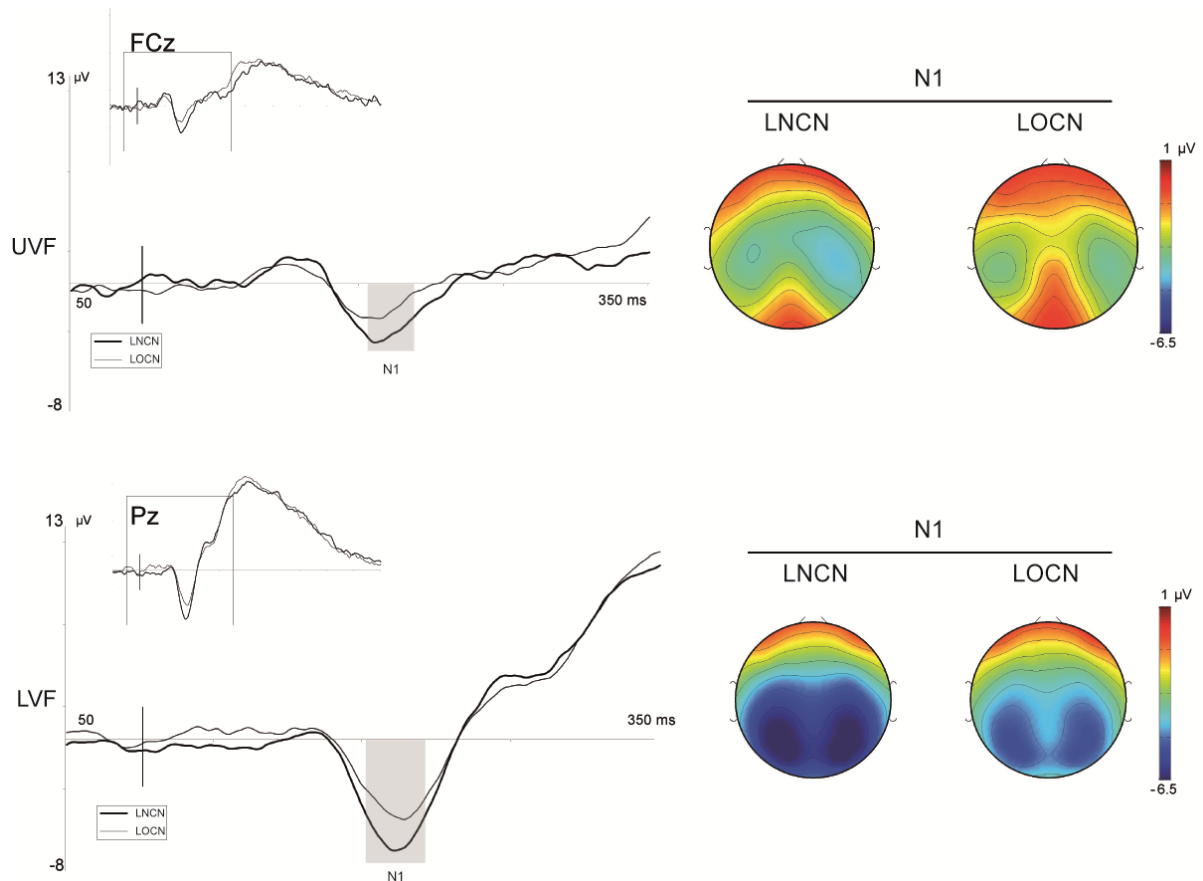 FCz
13 µV
UVF
50
350 ms
LNCN
LOCN
N1
-8
N1
LNCN
LOCN
1 µV
-6.5
Pz
13 µV
LVF
50
350 ms
LNCN
LOCN
N1
-8
N1
LNCN
LOCN
1 µV
-6.5